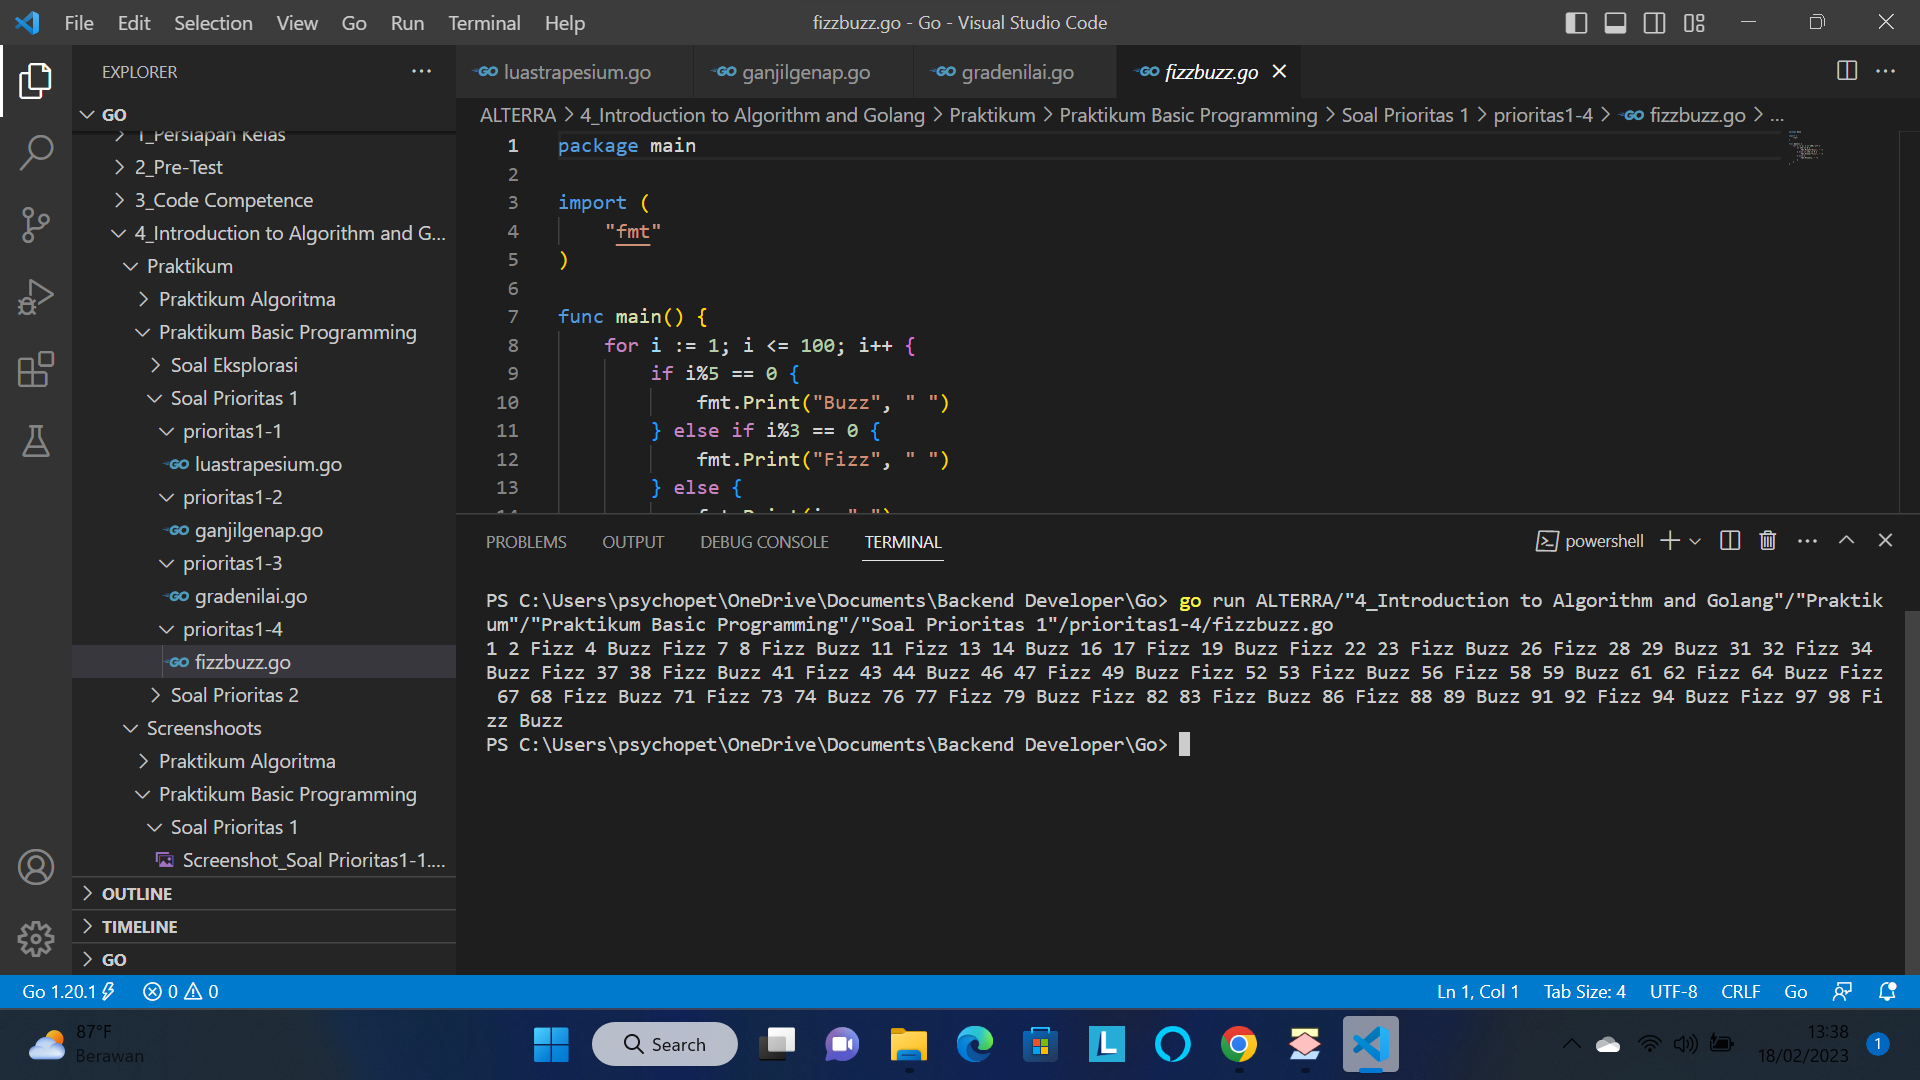 File Edit Selection View Go Run Terminal Help
fizzbuzz.go - Go - Visual Studio Code
EXPLORER
GO
1_Persiapan Kelas
2_Pre-Test
3_Code Competence
4_Introduction to Algorithm and G...
Praktikum
Praktikum Algoritma
Praktikum Basic Programming
Soal Eksplorasi
Soal Prioritas 1
prioritas1-1
GO luastrapesium.go
prioritas1-2
GO ganjilgenap.go
prioritas1-3
GO gradenilai.go
prioritas1-4
GO fizzbuzz.go
Soal Prioritas 2
Screenshoots
Praktikum Algoritma
Praktikum Basic Programming
Soal Prioritas 1
Screenshot_Soal Prioritas1-1....
OUTLINE
TIMELINE
GO
GO luastrapesium.go GO ganjilgenap.go GO gradenilai.go GO fizzbuzz.go
ALTERRA > 4_Introduction to Algorithm and Golang > Praktikum > Praktikum Basic Programming > Soal Prioritas 1 > prioritas1-4 > GO fizzbuzz.go > ...
1 package main
2
3 import (
4 "fmt"
5 )
6
7 func main() {
8 for i := 1; i <= 100; i++ {
9 if i%5 == 0 {
10 fmt.Print("Buzz", " ")
11 } else if i%3 == 0 {
12 fmt.Print("Fizz", " ")
13 } else {
14 fmt.Print(i, " ")
PROBLEMS OUTPUT DEBUG CONSOLE TERMINAL
powershell
PS C:\Users\psychopet\OneDrive\Documents\Backend Developer\Go> go run ALTERRA/"4_Introduction to Algorithm and Golang"/"Praktik
um"/"Praktikum Basic Programming"/"Soal Prioritas 1"/prioritas1-4/fizzbuzz.go
1 2 Fizz 4 Buzz Fizz 7 8 Fizz Buzz 11 Fizz 13 14 Buzz 16 17 Fizz 19 Buzz Fizz 22 23 Fizz Buzz 26 Fizz 28 29 Buzz 31 32 Fizz 34
Buzz Fizz 37 38 Fizz Buzz 41 Fizz 43 44 Buzz 46 47 Fizz 49 Buzz Fizz 52 53 Fizz Buzz 56 Fizz 58 59 Buzz 61 62 Fizz 64 Buzz Fizz
67 68 Fizz Buzz 71 Fizz 73 74 Buzz 76 77 Fizz 79 Buzz Fizz 82 83 Fizz Buzz 86 Fizz 88 89 Buzz 91 92 Fizz 94 Buzz Fizz 97 98 Fi
zz Buzz
PS C:\Users\psychopet\OneDrive\Documents\Backend Developer\Go>
Go 1.20.1 0 0
Ln 1, Col 1 Tab Size: 4 UTF-8 CRLF Go
87°F
Berawan
Search
L
13:38
18/02/2023
1